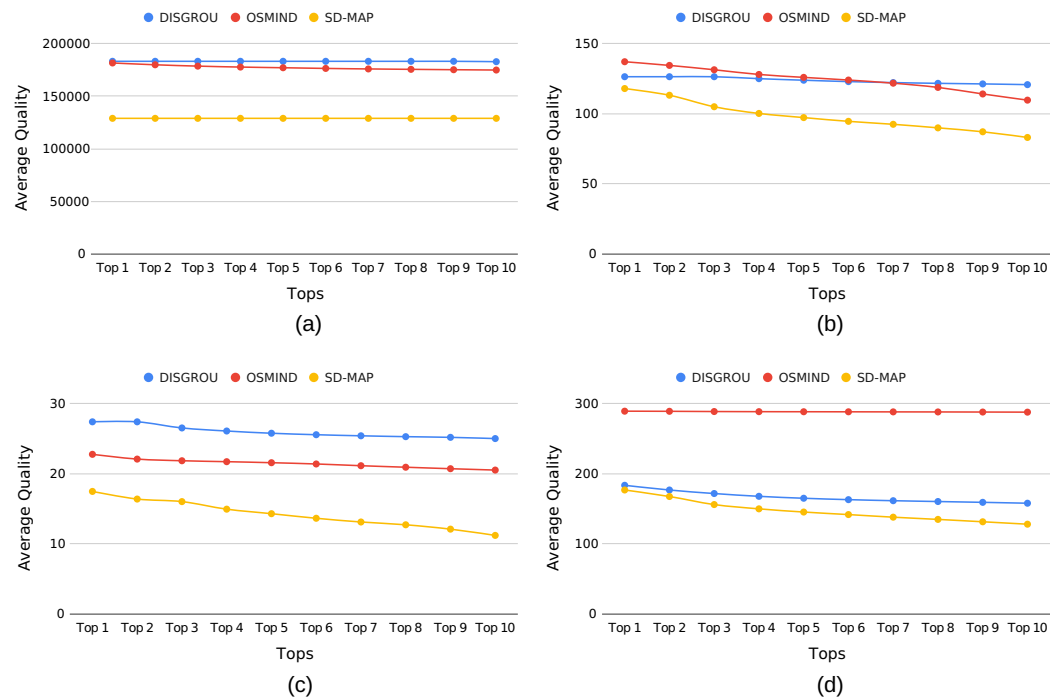 DISGROU OSMIND SD-MAP
200000
150000
100000
50000
0
Average Quality
Top 1 Top 2 Top 3 Top 4 Top 5 Top 6 Top 7 Top 8 Top 9 Top 10
Tops
(a)
DISGROU OSMIND SD-MAP
150
100
50
0
Average Quality
Top 1 Top 2 Top 3 Top 4 Top 5 Top 6 Top 7 Top 8 Top 9 Top 10
Tops
(b)
DISGROU OSMIND SD-MAP
30
20
10
0
Average Quality
Top 1 Top 2 Top 3 Top 4 Top 5 Top 6 Top 7 Top 8 Top 9 Top 10
Tops
(c)
DISGROU OSMIND SD-MAP
300
200
100
0
Average Quality
Top 1 Top 2 Top 3 Top 4 Top 5 Top 6 Top 7 Top 8 Top 9 Top 10
Tops
(d)